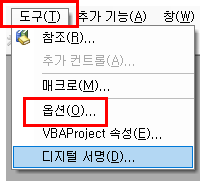 도구(T) 추가 기능(A) 창(W)
참조(R)...
추가 컨트롤(A)...
매크로(M)...
옵션(O)...
VBAProject 속성(E)...
디지털 서명(D)...